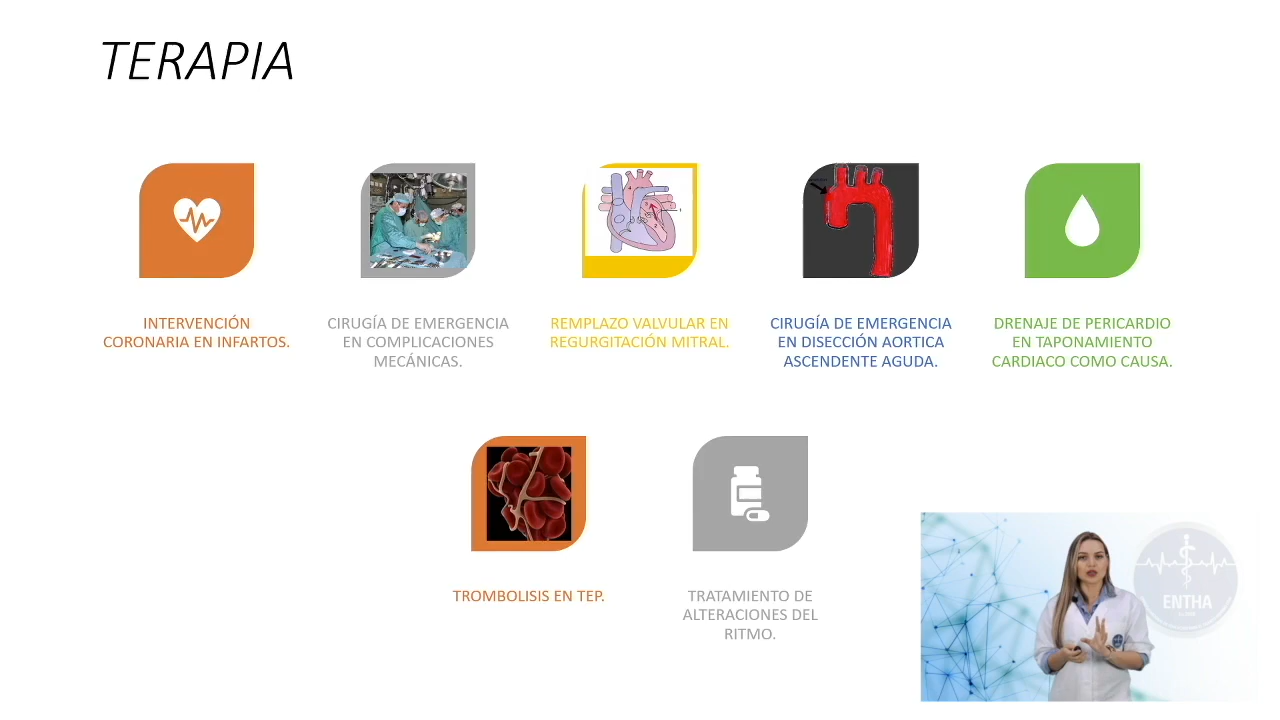 TERAPIA
INTERVENCIÓN
CORONARIA EN INFARTOS.
CIRUGÍA DE EMERGENCIA
EN COMPLICACIONES
MECÁNICAS.
REMPLAZO VALVULAR EN
REGURGITACIÓN MITRAL.
CIRUGÍA DE EMERGENCIA
EN DISECCIÓN AORTICA
ASCENDENTE AGUDA.
DRENAJE DE PERICARDIO
EN TAPONAMIENTO
CARDIACO COMO CAUSA.
TROMBOLISIS EN TEP.
TRATAMIENTO DE
ALTERACIONES DEL
RITMO.
ENTHA